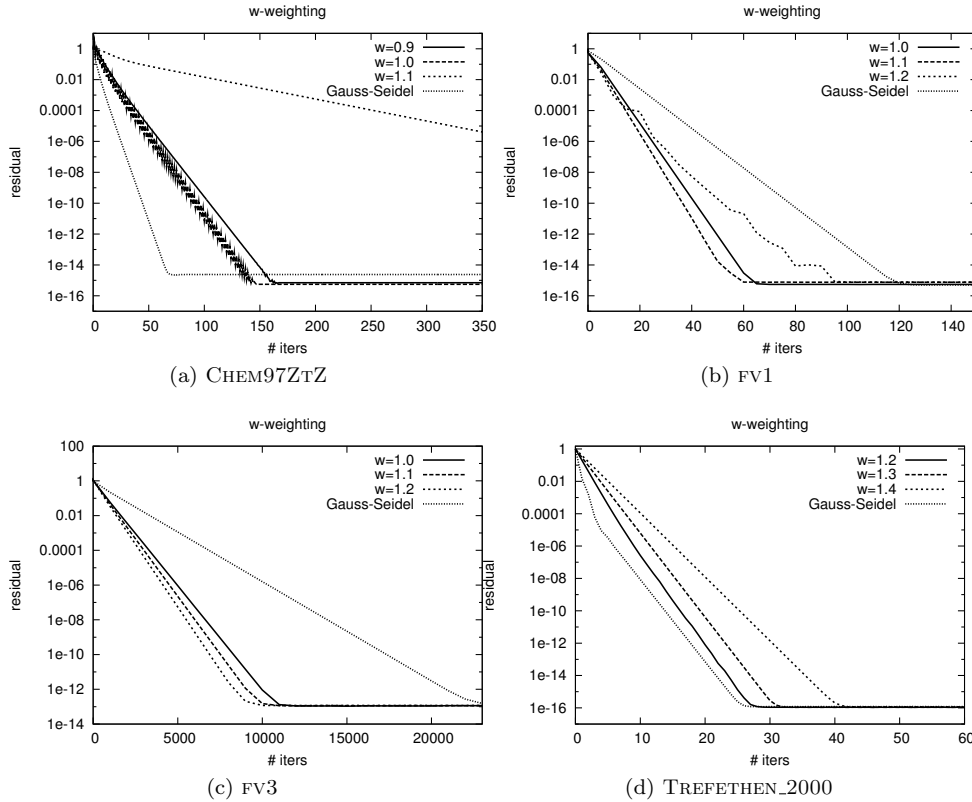 w-weighting
1
0.01
0.0001
1e-06
1e-08
1e-10
1e-12
1e-14
1e-16
residual
0
50
100
150
200
250
300
350
# iters
w=0.9
w=1.0
w=1.1
Gauss-Seidel
(a) CHEM97ZTZ
w-weighting
1
0.01
0.0001
1e-06
1e-08
1e-10
1e-12
1e-14
1e-16
residual
0
20
40
60
80
100
120
140
# iters
w=1.0
w=1.1
w=1.2
Gauss-Seidel
(b) FV1
w-weighting
100
1
0.01
0.0001
1e-06
1e-08
1e-10
1e-12
1e-14
residual
0
5000
10000
15000
20000
# iters
w=1.0
w=1.1
w=1.2
Gauss-Seidel
(c) FV3
w-weighting
1
0.01
0.0001
1e-06
1e-08
1e-10
1e-12
1e-14
1e-16
residual
0
10
20
30
40
50
60
# iters
w=1.2
w=1.3
w=1.4
Gauss-Seidel
(d) TREFETHEN_2000